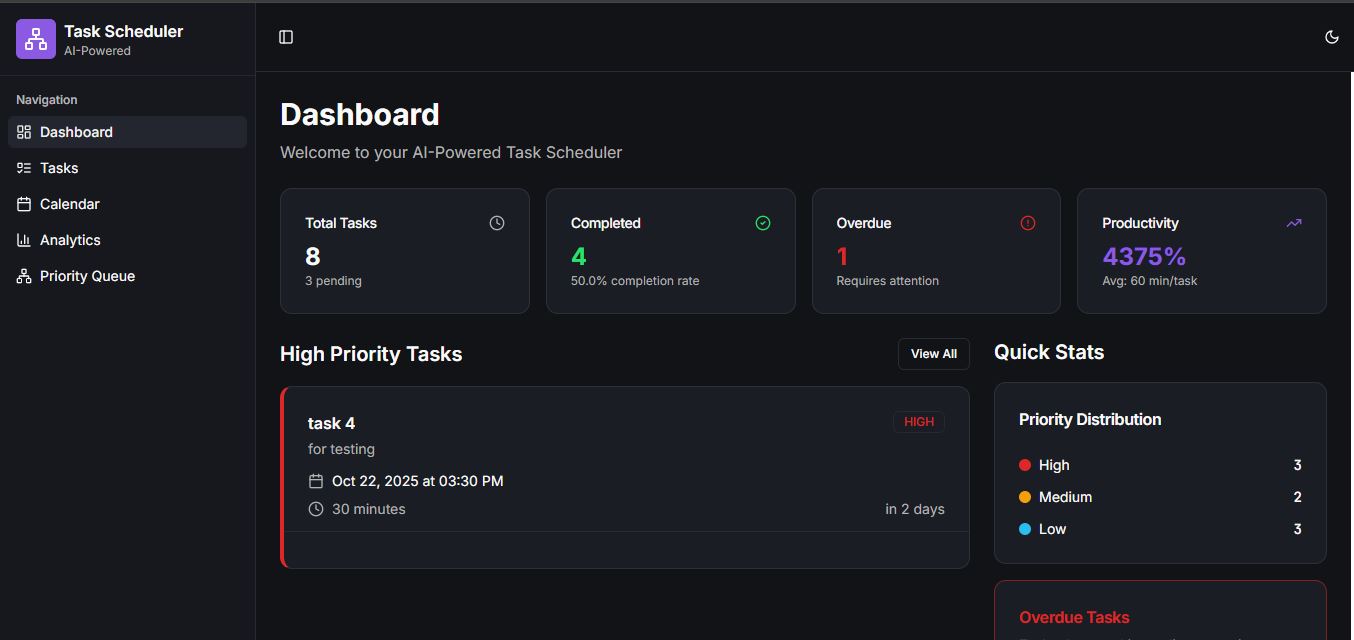 Task Scheduler
AI-Powered
Navigation
Dashboard
Tasks
Calendar
Analytics
Priority Queue
Dashboard
Welcome to your AI-Powered Task Scheduler
Total Tasks
8
3 pending
Completed
4
50.0% completion rate
Overdue
1
Requires attention
Productivity
4375%
Avg: 60 min/task
High Priority Tasks
View All
task 4
HIGH
for testing
Oct 22, 2025 at 03:30 PM
30 minutes
in 2 days
Quick Stats
Priority Distribution
High 3
Medium 2
Low 3
Overdue Tasks